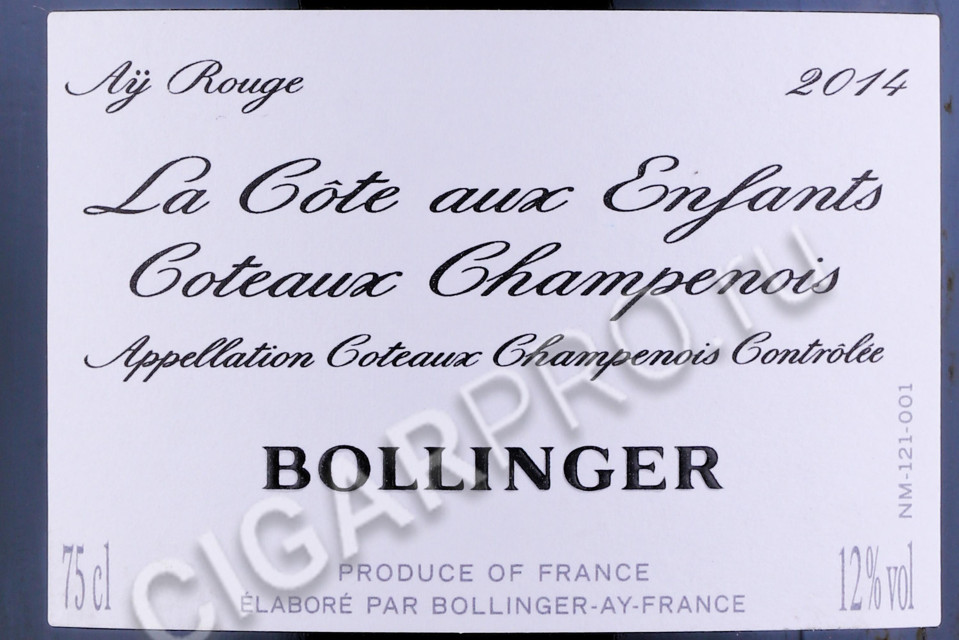 Aÿ Rouge 2014
La Côte aux Enfants
Coteaux Champenois
Appellation Coteaux Champenois Contrôlée
BOLLINGER
NM-121-001
75 cl 12% vol
PRODUCE OF FRANCE
ÉLABORÉ PAR BOLLINGER-AY-FRANCE
CIGARPRO.ru